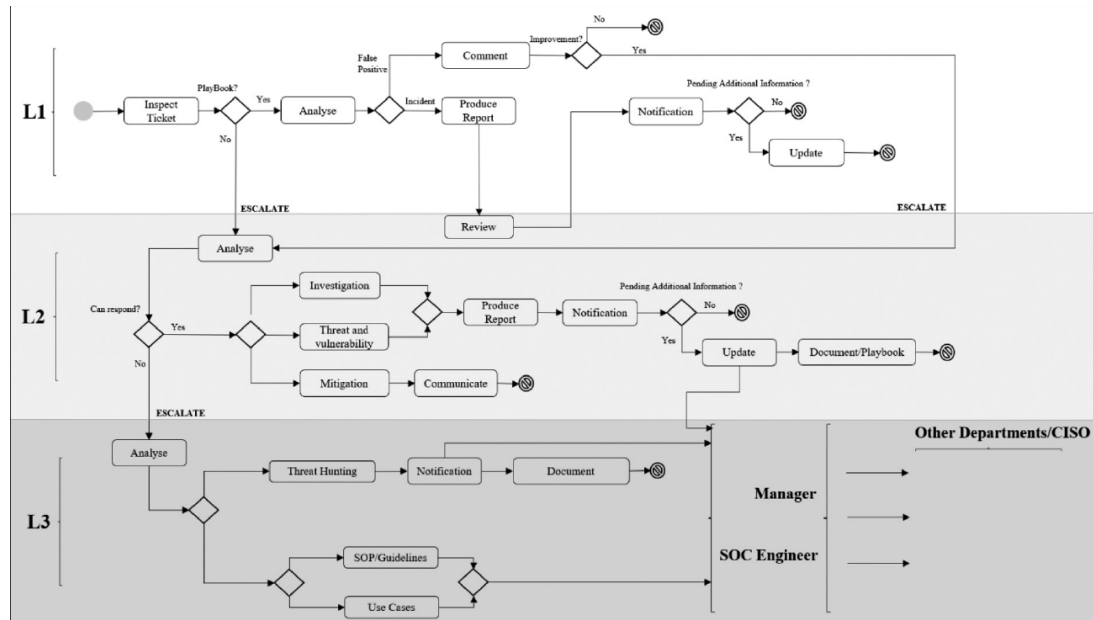 No
Improvement?
Yes
False
Positive
Comment
PlayBook?
Pending Additional Information ?
L1
Inspect
Ticket
Yes
Analyse
Incident
Produce
Report
Notification
No
No
Yes
Update
ESCALATE
ESCALATE
Review
Analyse
Pending Additional Information ?
Investigation
No
Can respond?
L2
Yes
Threat and
vulnerability
Produce
Report
Notification
Yes
No
Update
Document/Playbook
Mitigation
Communicate
ESCALATE
Analyse
Other Departments/CISO
Threat Hunting
Notification
Document
Manager
L3
SOC Engineer
SOP/Guidelines
Use Cases